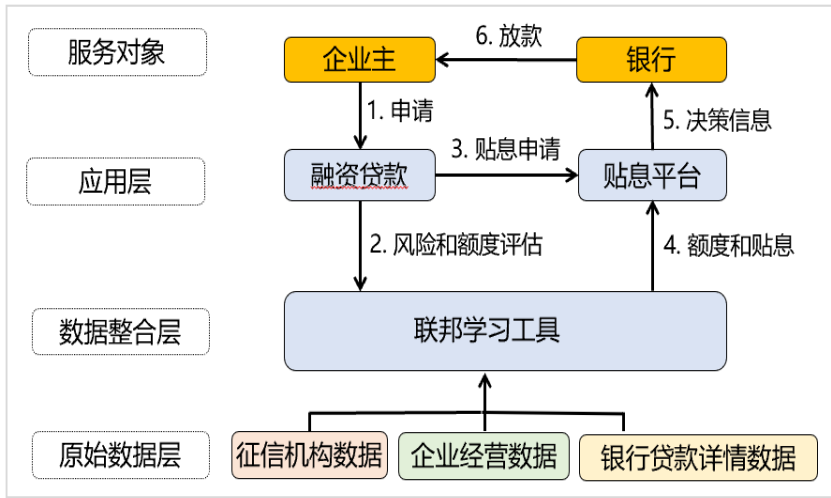 服务对象
企业主
6. 放款
银行
1. 申请
5. 决策信息
应用层
融资贷款
3. 贴息申请
贴息平台
2. 风险和额度评估
4. 额度和贴息
数据整合层
联邦学习工具
原始数据层
征信机构数据
企业经营数据
银行贷款详情数据